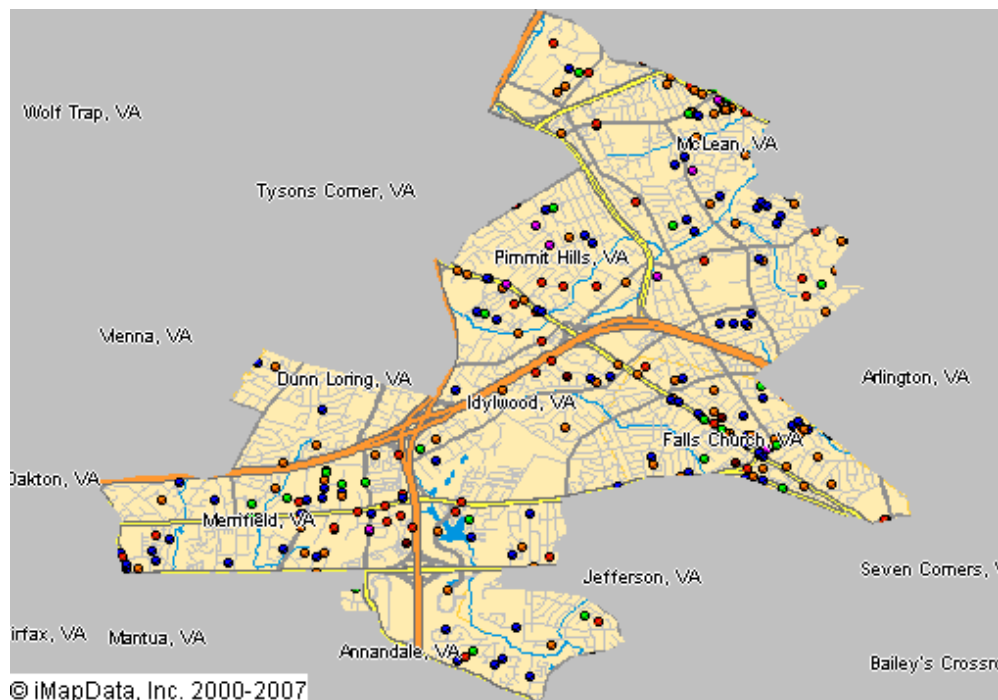 Wolf Trap, VA
McLean, VA
Tysons Corner, VA
Pimmit Hills, VA
Vienna, VA
Dunn Loring, VA
Arlington, VA
Idylwood, VA
Falls Church, VA
Oakton, VA
Merrifield, VA
Jefferson, VA
Seven Corners, V
irfax, VA
Mantua, VA
Annandale, VA
Bailey's Crossro
© iMapData, Inc. 2000-2007